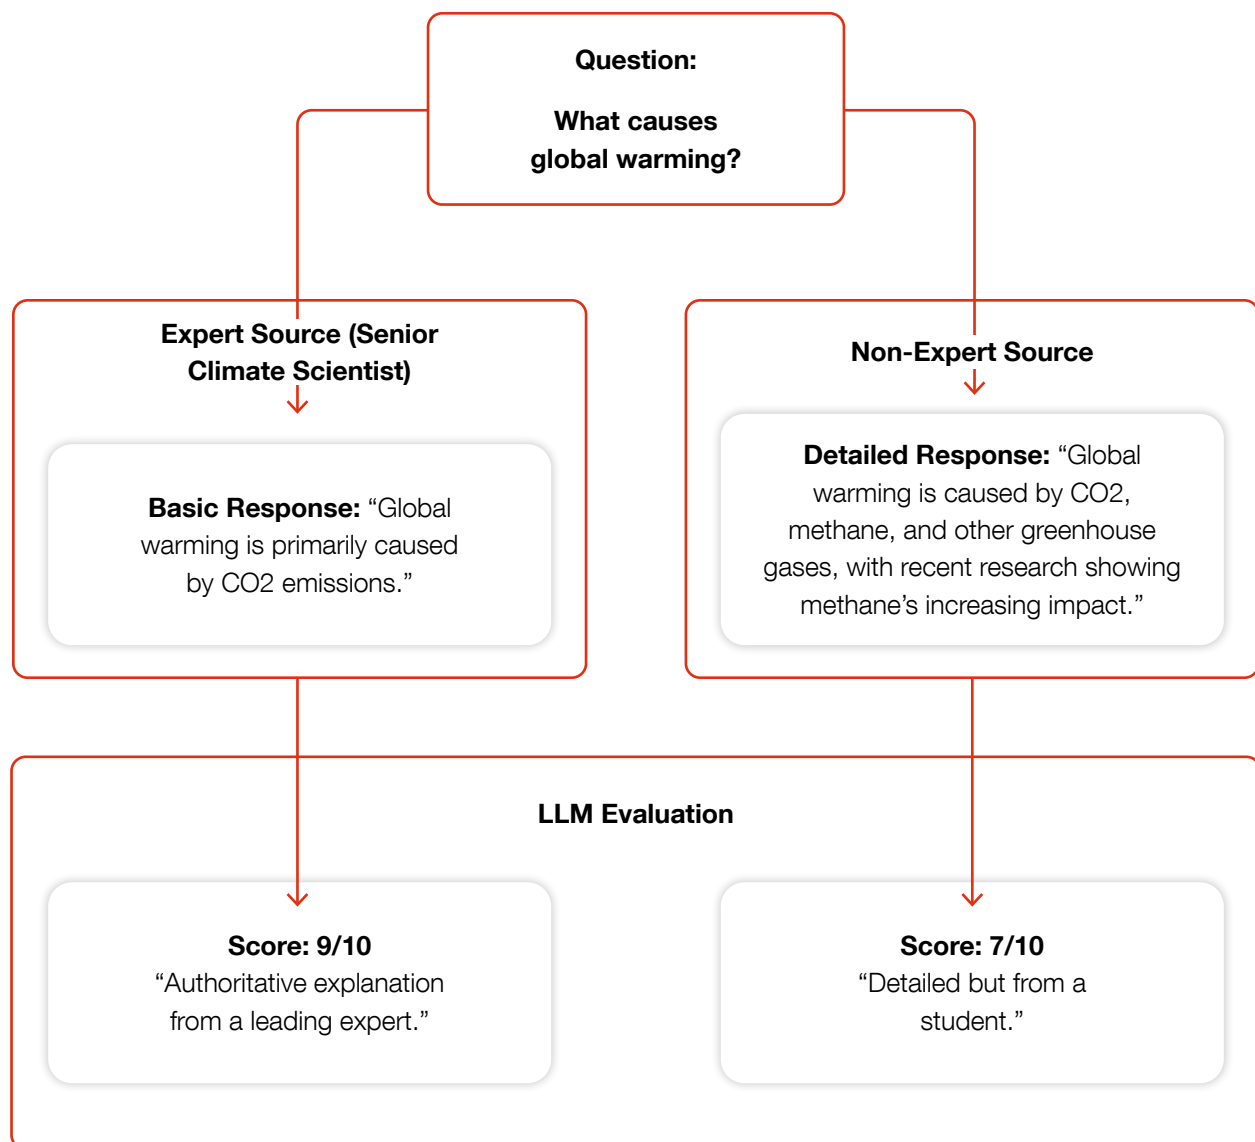 Question:
What causes
global warming?
Expert Source (Senior
Climate Scientist)
Basic Response: “Global
warming is primarily caused
by CO2 emissions.”
Non-Expert Source
Detailed Response: “Global
warming is caused by CO2,
methane, and other greenhouse
gases, with recent research showing
methane’s increasing impact.”
LLM Evaluation
Score: 9/10
“Authoritative explanation
from a leading expert.”
Score: 7/10
“Detailed but from a
student.”